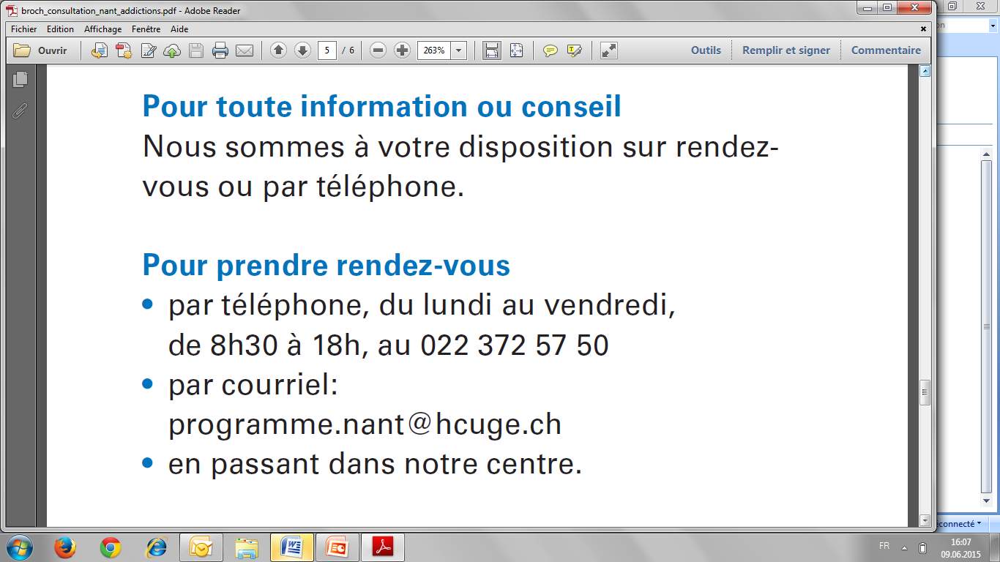 broch_consultation_nant_addictions.pdf - Adobe Reader
Fichier Edition Affichage Fenêtre Aide
Ouvrir 5 / 6 263% Outils Remplir et signer Commentaire
Pour toute information ou conseil
Nous sommes à votre disposition sur rendez-
vous ou par téléphone.
Pour prendre rendez-vous
• par téléphone, du lundi au vendredi,
de 8h30 à 18h, au 022 372 57 50
• par courriel:
programme.nant@hcuge.ch
• en passant dans notre centre.
FR 16:07
09.06.2015